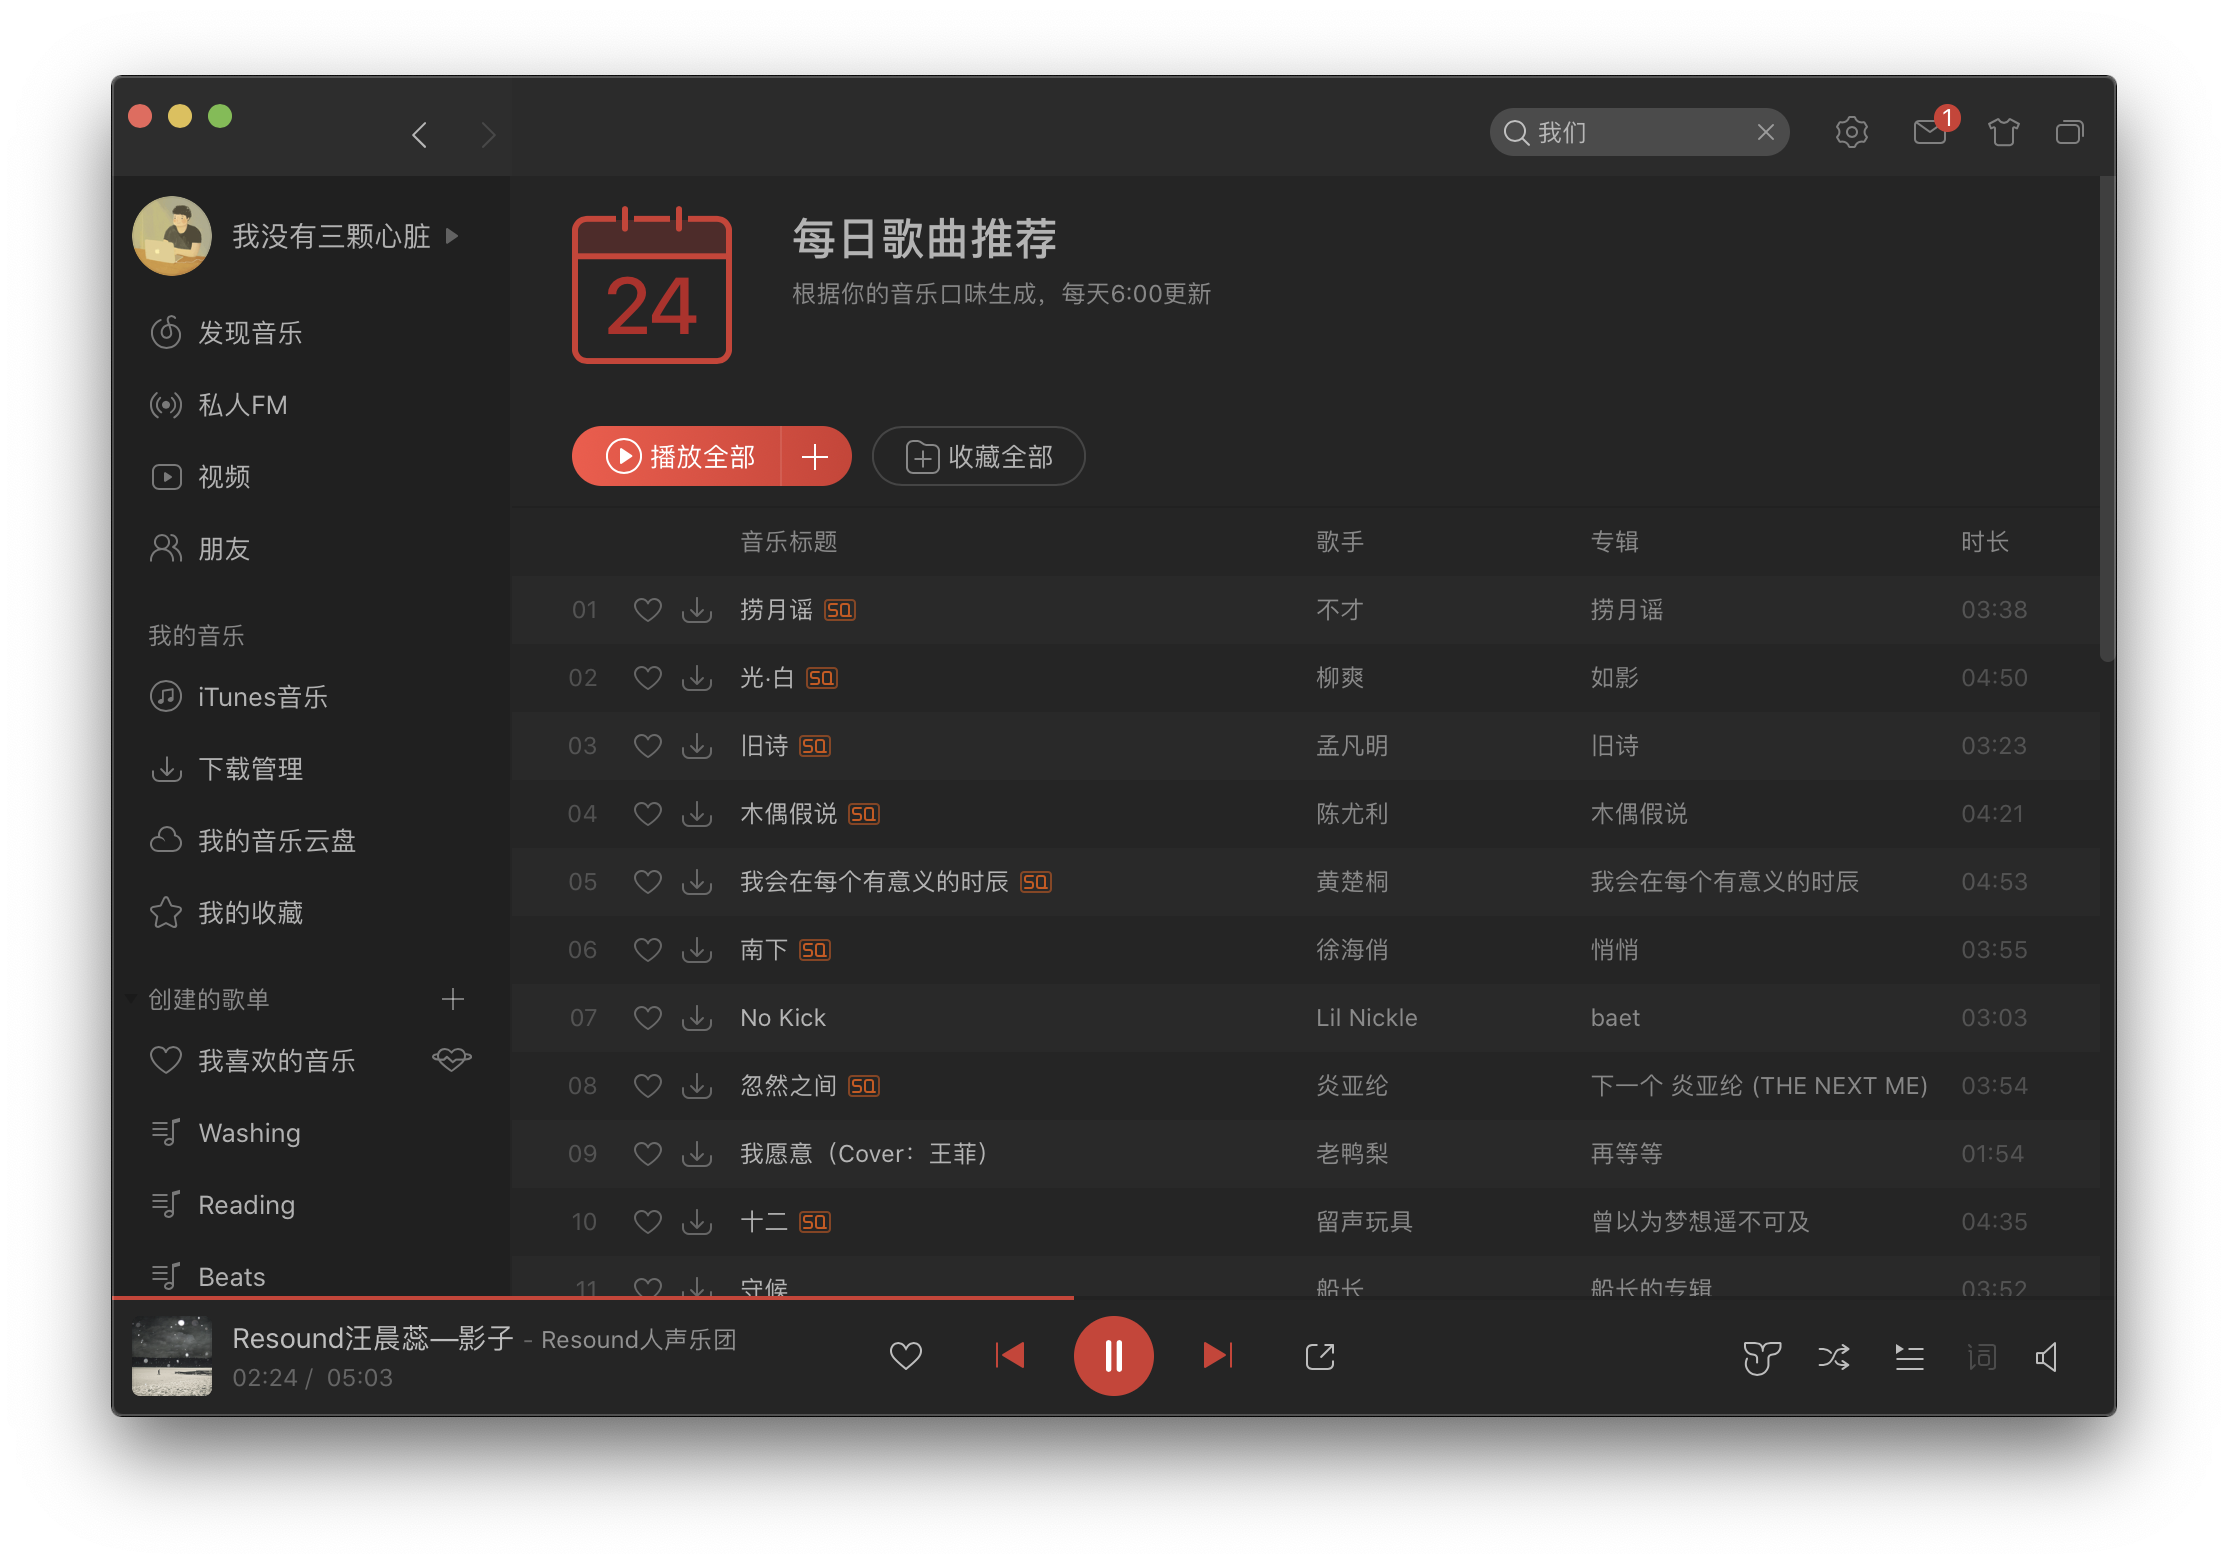 我们
1
我没有三颗心脏
发现音乐
私人FM
视频
朋友
我的音乐
iTunes音乐
下载管理
我的音乐云盘
我的收藏
创建的歌单
我喜欢的音乐
Washing
Reading
Beats
24
每日歌曲推荐
根据你的音乐口味生成，每天6:00更新
播放全部
收藏全部
音乐标题 歌手 专辑 时长
01 捞月谣 SQ 不才 捞月谣 03:38
02 光·白 SQ 柳爽 如影 04:50
03 旧诗 SQ 孟凡明 旧诗 03:23
04 木偶假说 SQ 陈尤利 木偶假说 04:21
05 我会在每个有意义的时辰 SQ 黄楚桐 我会在每个有意义的时辰 04:53
06 南下 SQ 徐海俏 悄悄 03:55
07 No Kick Lil Nickle baet 03:03
08 忽然之间 SQ 炎亚纶 下一个 炎亚纶 (THE NEXT ME) 03:54
09 我愿意（Cover：王菲） 老鸭梨 再等等 01:54
10 十二 SQ 留声玩具 曾以为梦想遥不可及 04:35
11 守候 船长 船长的专辑 03:52
Resound汪晨蕊—影子 - Resound人声乐团
02:24 / 05:03
词